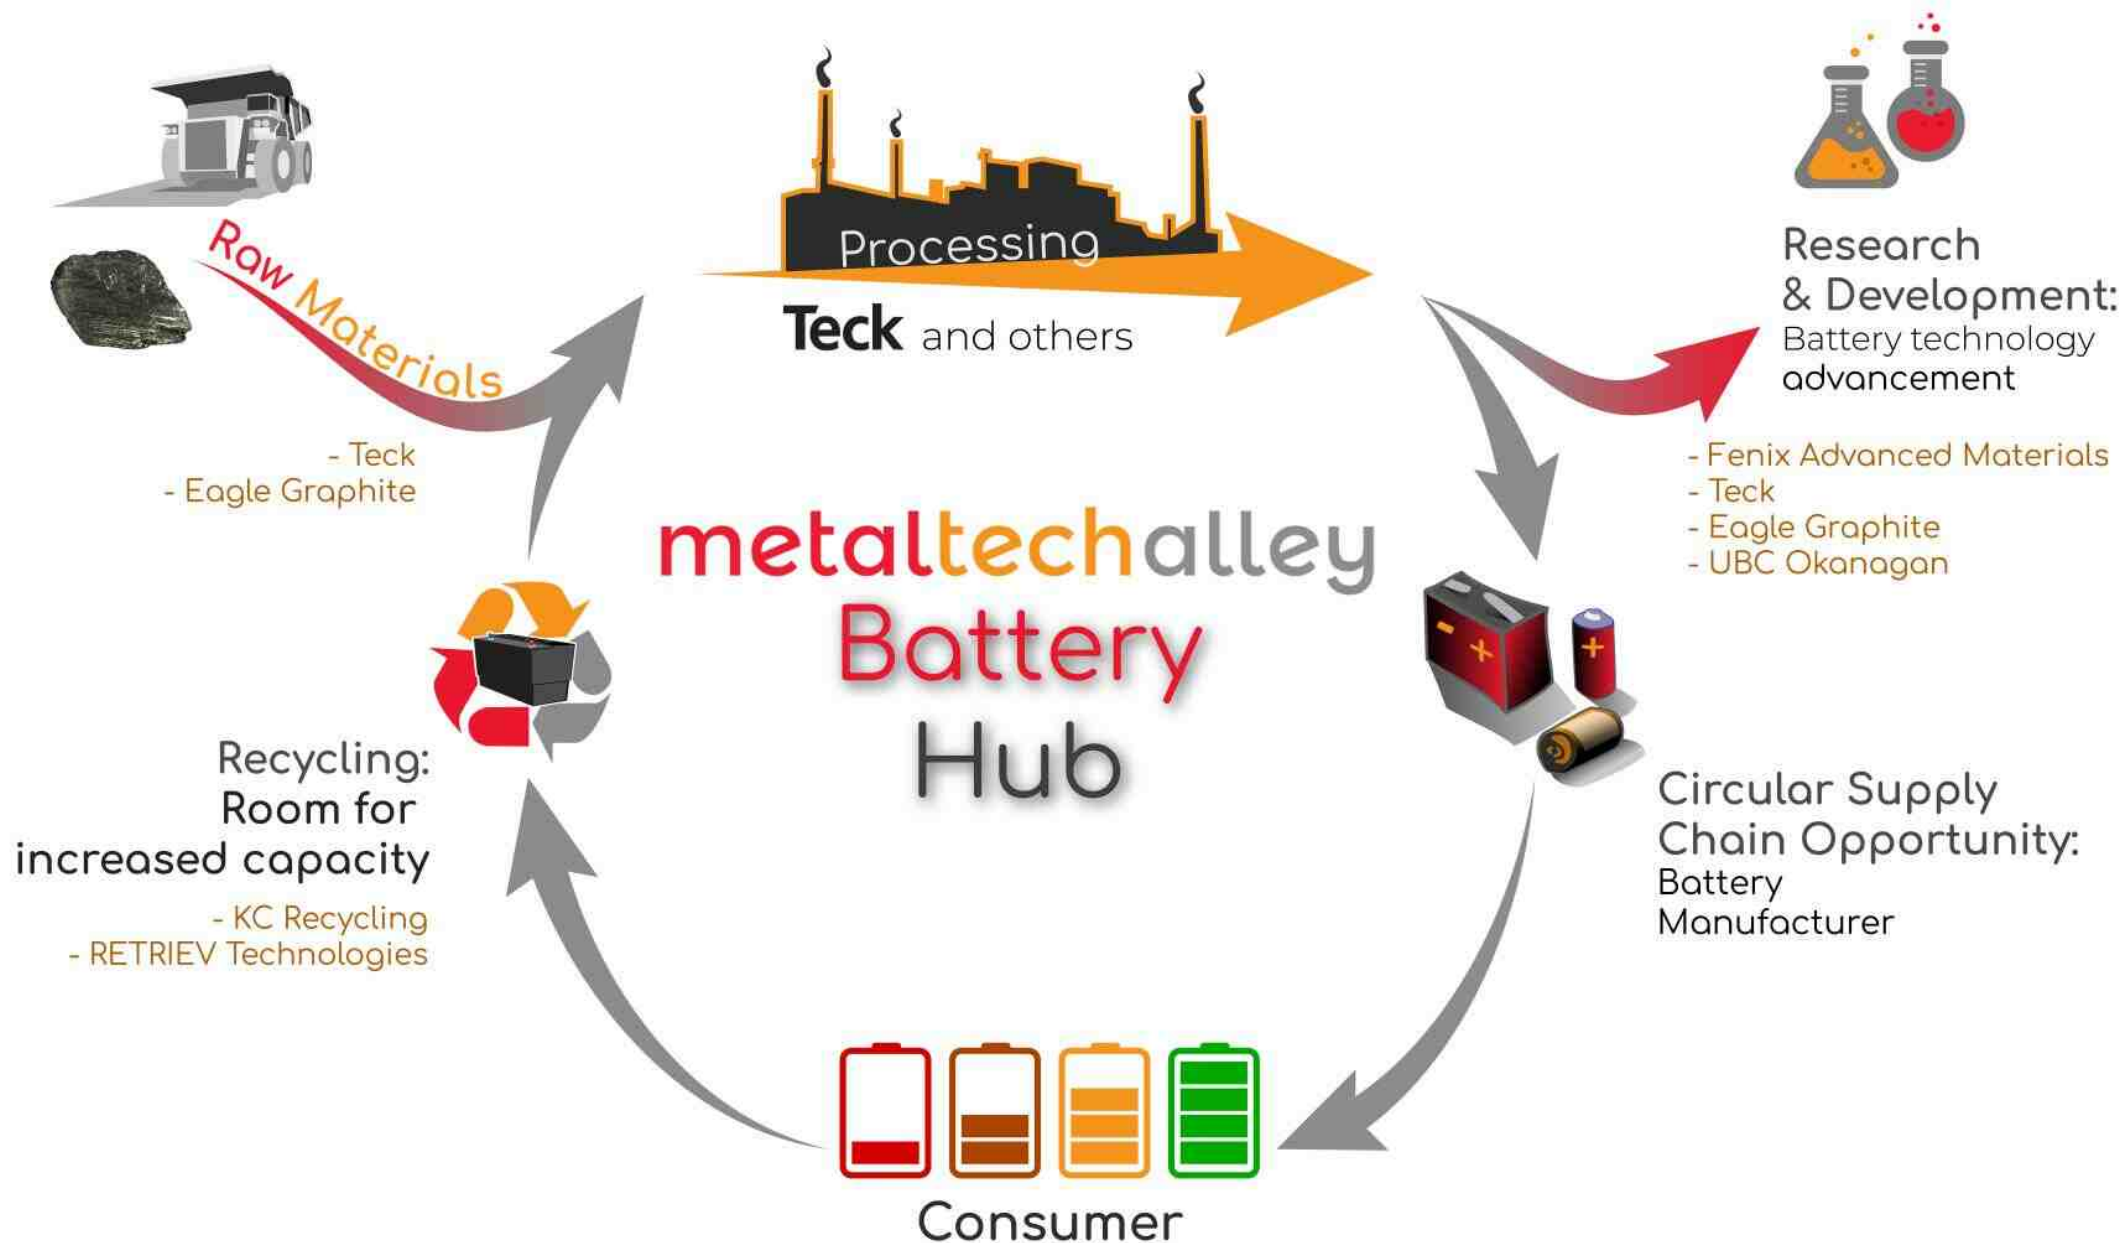 Raw Materials
- Teck
- Eagle Graphite
Processing
Teck and others
Research
& Development:
Battery technology
advancement
- Fenix Advanced Materials
- Teck
- Eagle Graphite
- UBC Okanagan
metaltechalley
Battery
Hub
Recycling:
Room for
increased capacity
- KC Recycling
- RETRIEV Technologies
Circular Supply
Chain Opportunity:
Battery
Manufacturer
Consumer